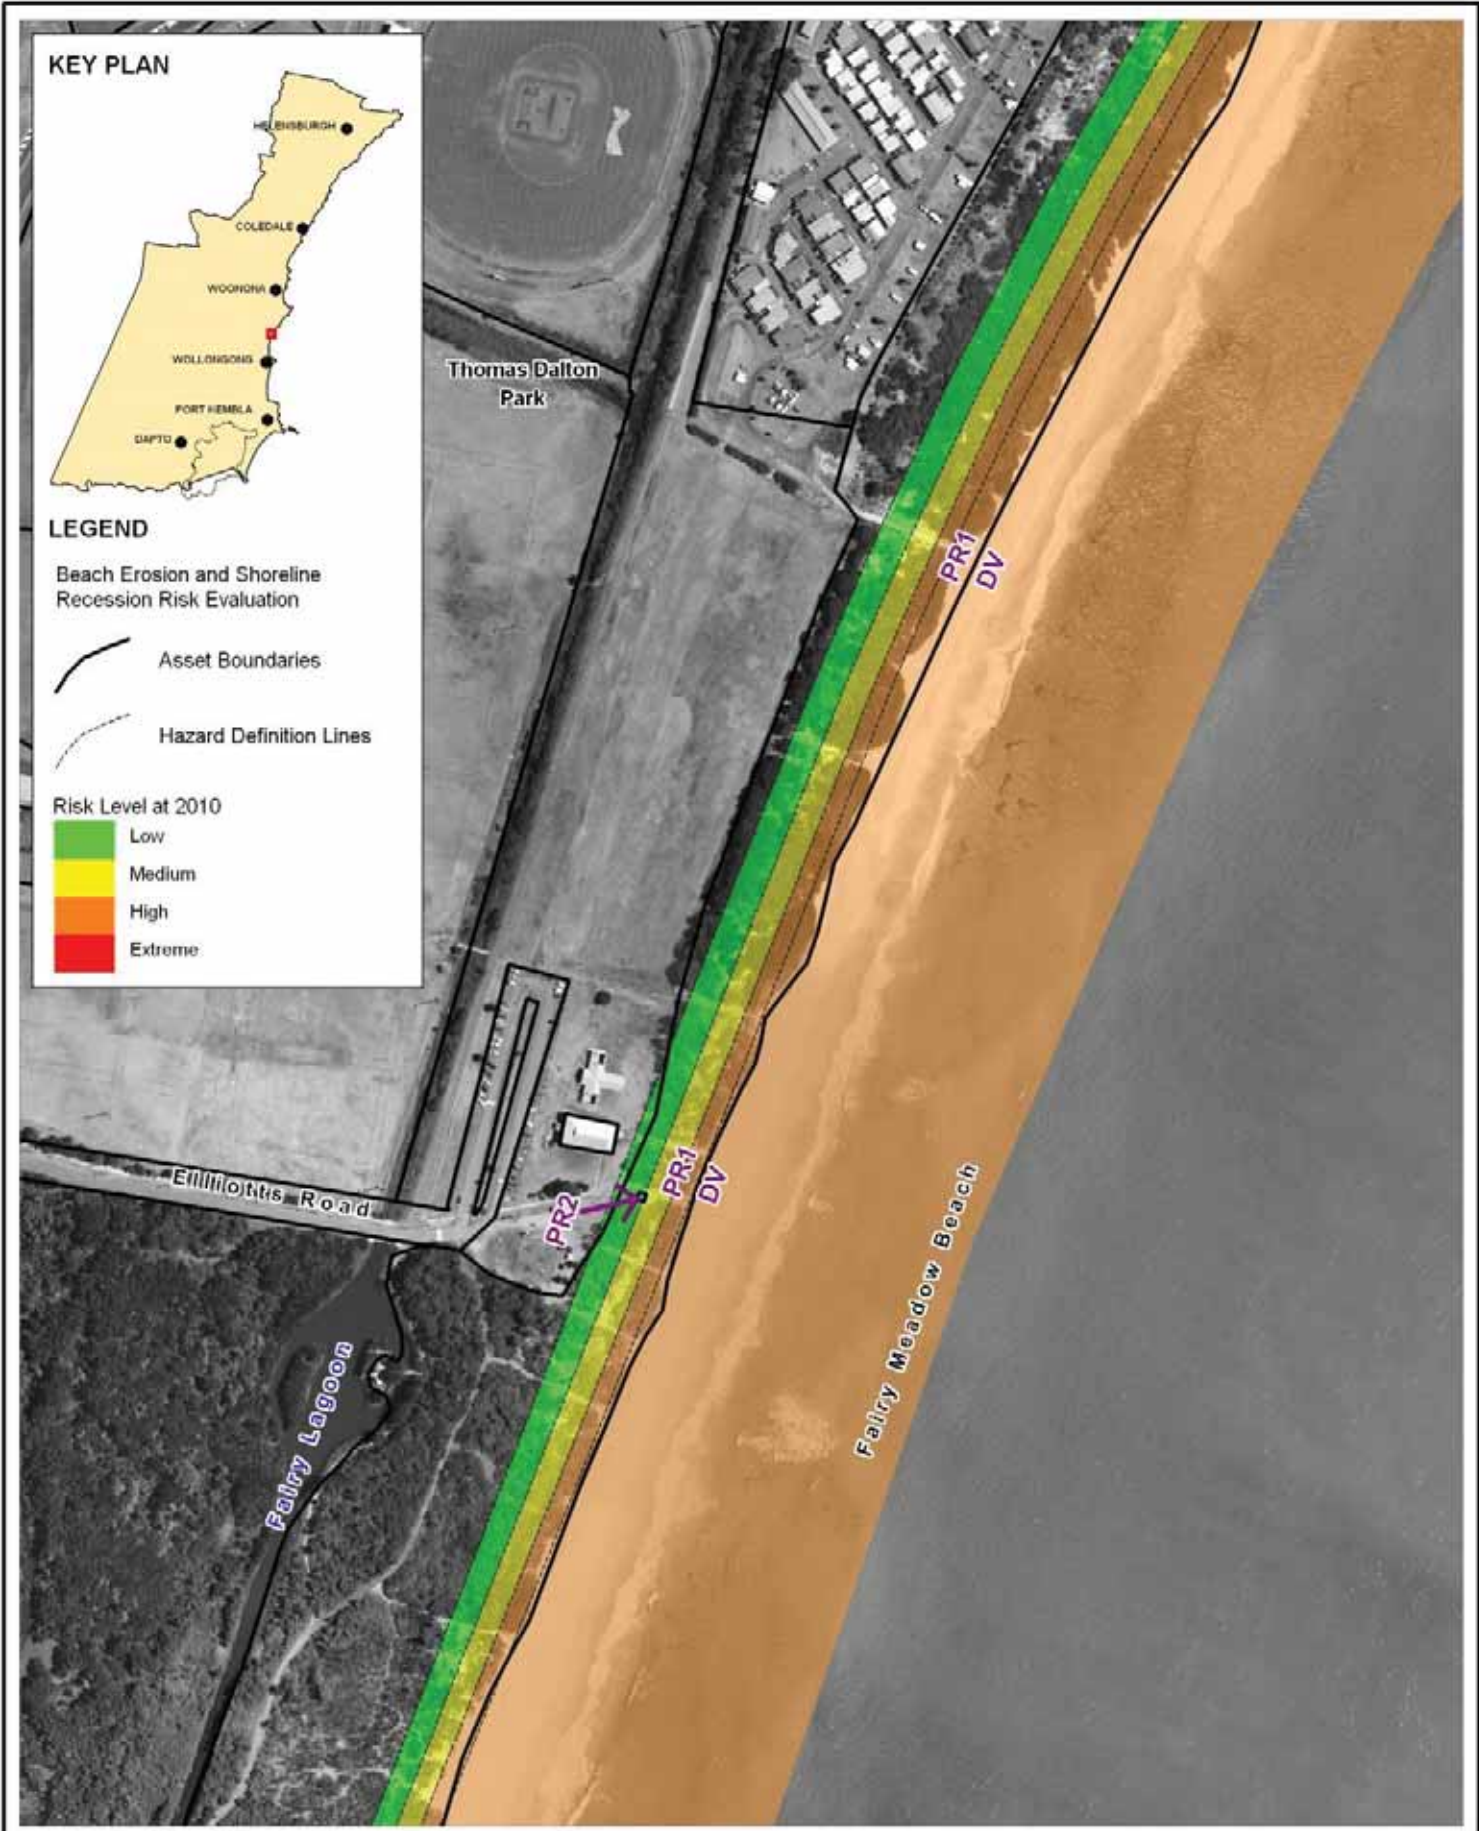 KEY PLAN
HELENSBURGH
COLEDALE
WOONONA
WOLLONGONG
PORT KEMBLA
DAPTO
LEGEND
Beach Erosion and Shoreline
Recession Risk Evaluation
Asset Boundaries
Hazard Definition Lines
Risk Level at 2010
Low
Medium
High
Extreme
Thomas Dalton
Park
PR1
DV
PR1
DV
PR2
Elliotts Road
Fairy Lagoon
Fairy Meadow Beach